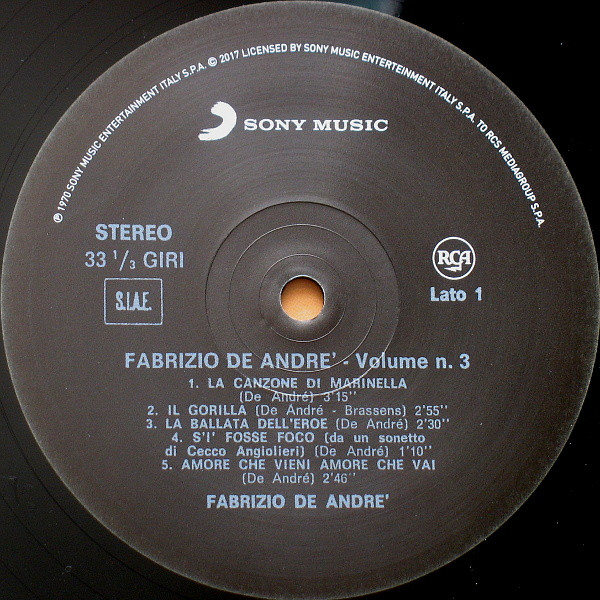 ℗ 1970 SONY MUSIC ENTERTAINMENT ITALY S.P.A. © 2017 LICENSED BY SONY MUSIC ENTERTEINMENT ITALY S.P.A. TO RCS MEDIAGROUP S.P.A.
SONY MUSIC
STEREO
33 1/3 GIRI
S.I.A.E.
RCA
Lato 1
FABRIZIO DE ANDRE' - Volume n. 3
1. LA CANZONE DI MARINELLA
(De André) 3'15''
2. IL GORILLA (De André - Brassens) 2'55''
3. LA BALLATA DELL'EROE (De André) 2'30''
4. S'I' FOSSE FOCO (da un sonetto
di Cecco Angiolieri) (De André) 1'10''
5. AMORE CHE VIENI AMORE CHE VAI
(De André) 2'46''
FABRIZIO DE ANDRE'